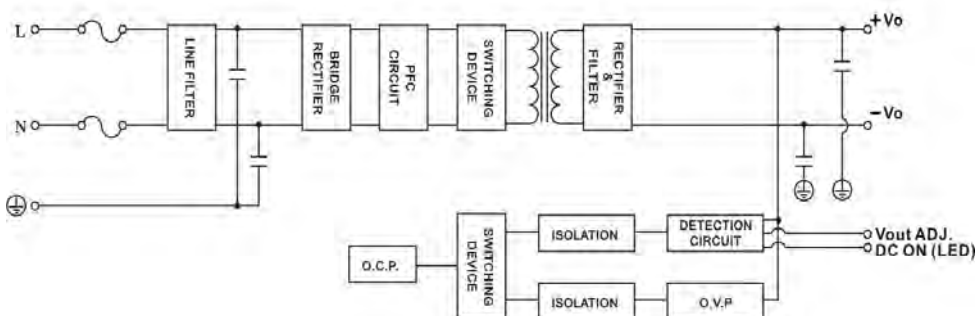 L
N
LINE FILTER
BRIDGE
RECTIFIER
PFC
CIRCUIT
SWITCHING
DEVICE
RECTIFIER
&
FILTER
+Vo
-Vo
O.C.P.
SWITCHING
DEVICE
ISOLATION
DETECTION
CIRCUIT
Vout ADJ.
DC ON (LED)
ISOLATION
O.V.P